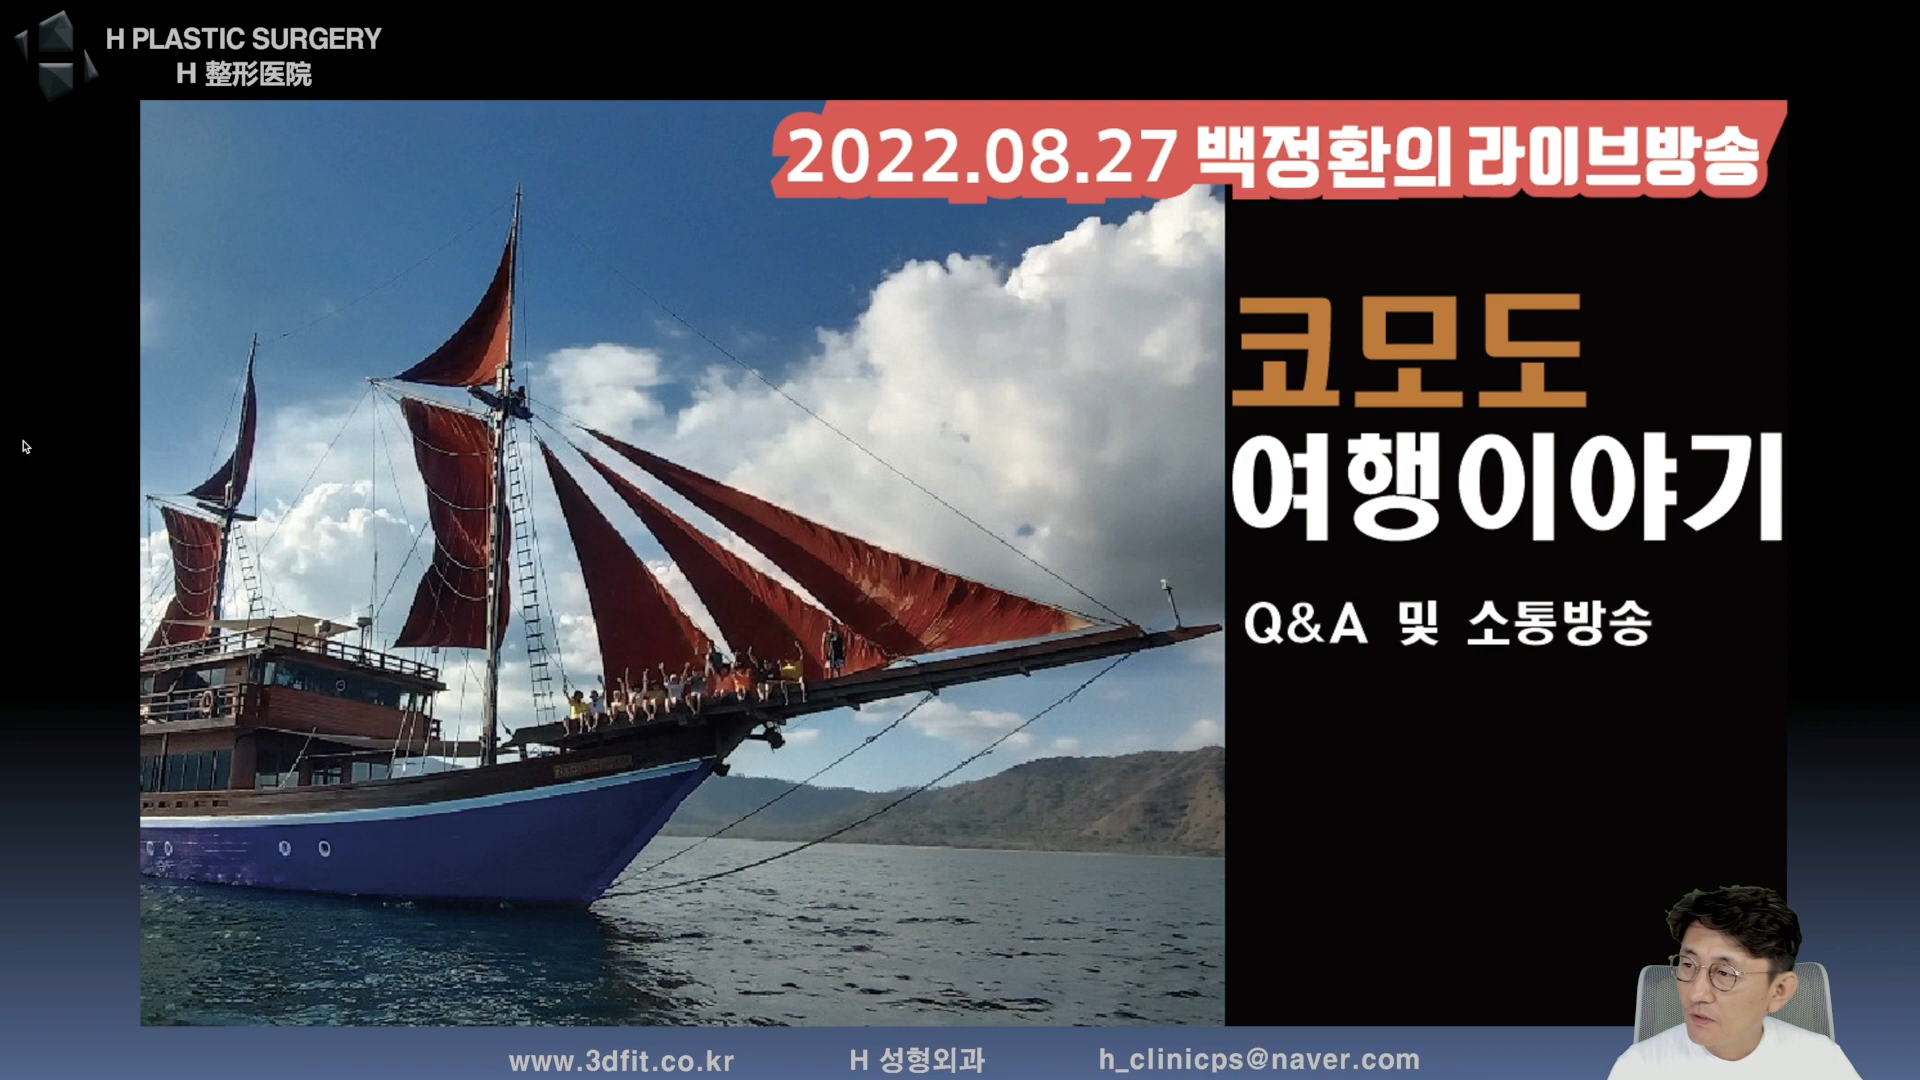 H PLASTIC SURGERY
H 整形医院
2022.08.27 백정환의 라이브방송
코모도
여행이야기
Q&A 및 소통방송
www.3dfit.co.kr
H 성형외과
h_clinicps@naver.com